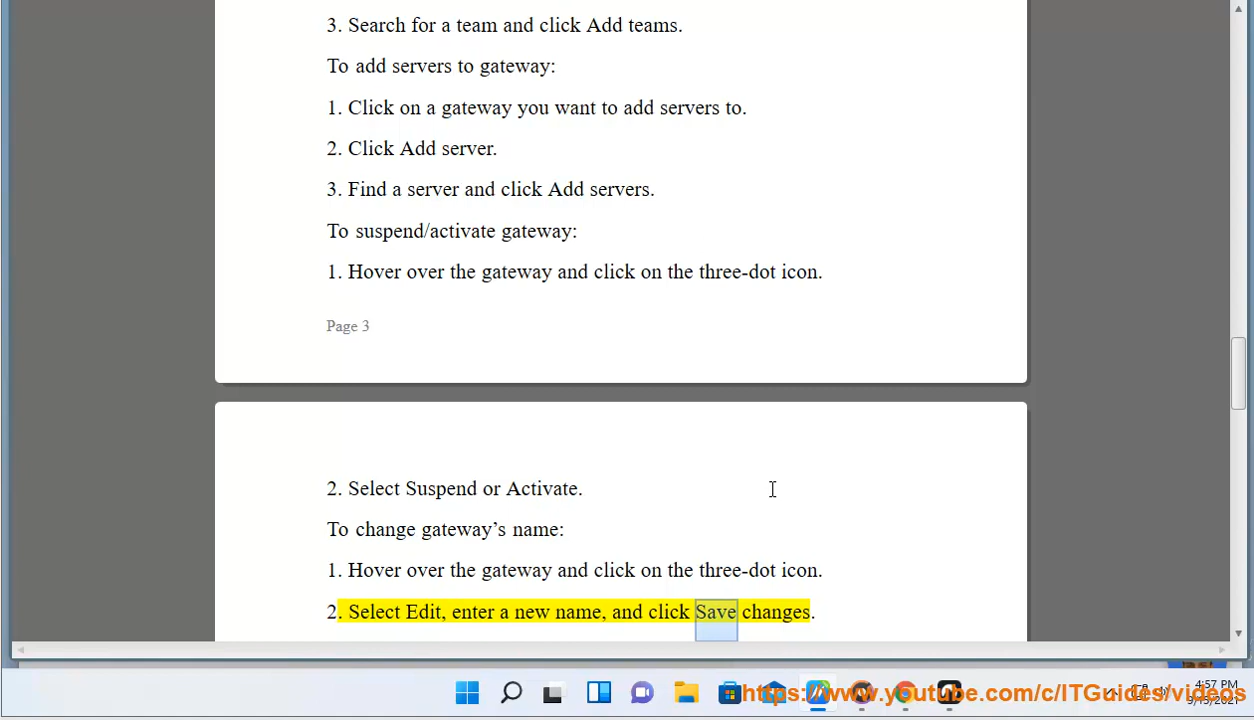 3. Search for a team and click Add teams.
To add servers to gateway:
1. Click on a gateway you want to add servers to.
2. Click Add server.
3. Find a server and click Add servers.
To suspend/activate gateway:
1. Hover over the gateway and click on the three-dot icon.
Page 3
2. Select Suspend or Activate.
To change gateway’s name:
1. Hover over the gateway and click on the three-dot icon.
2. Select Edit, enter a new name, and click Save changes.
4:57 PM
https://www.youtube.com/c/ITGuides/videos